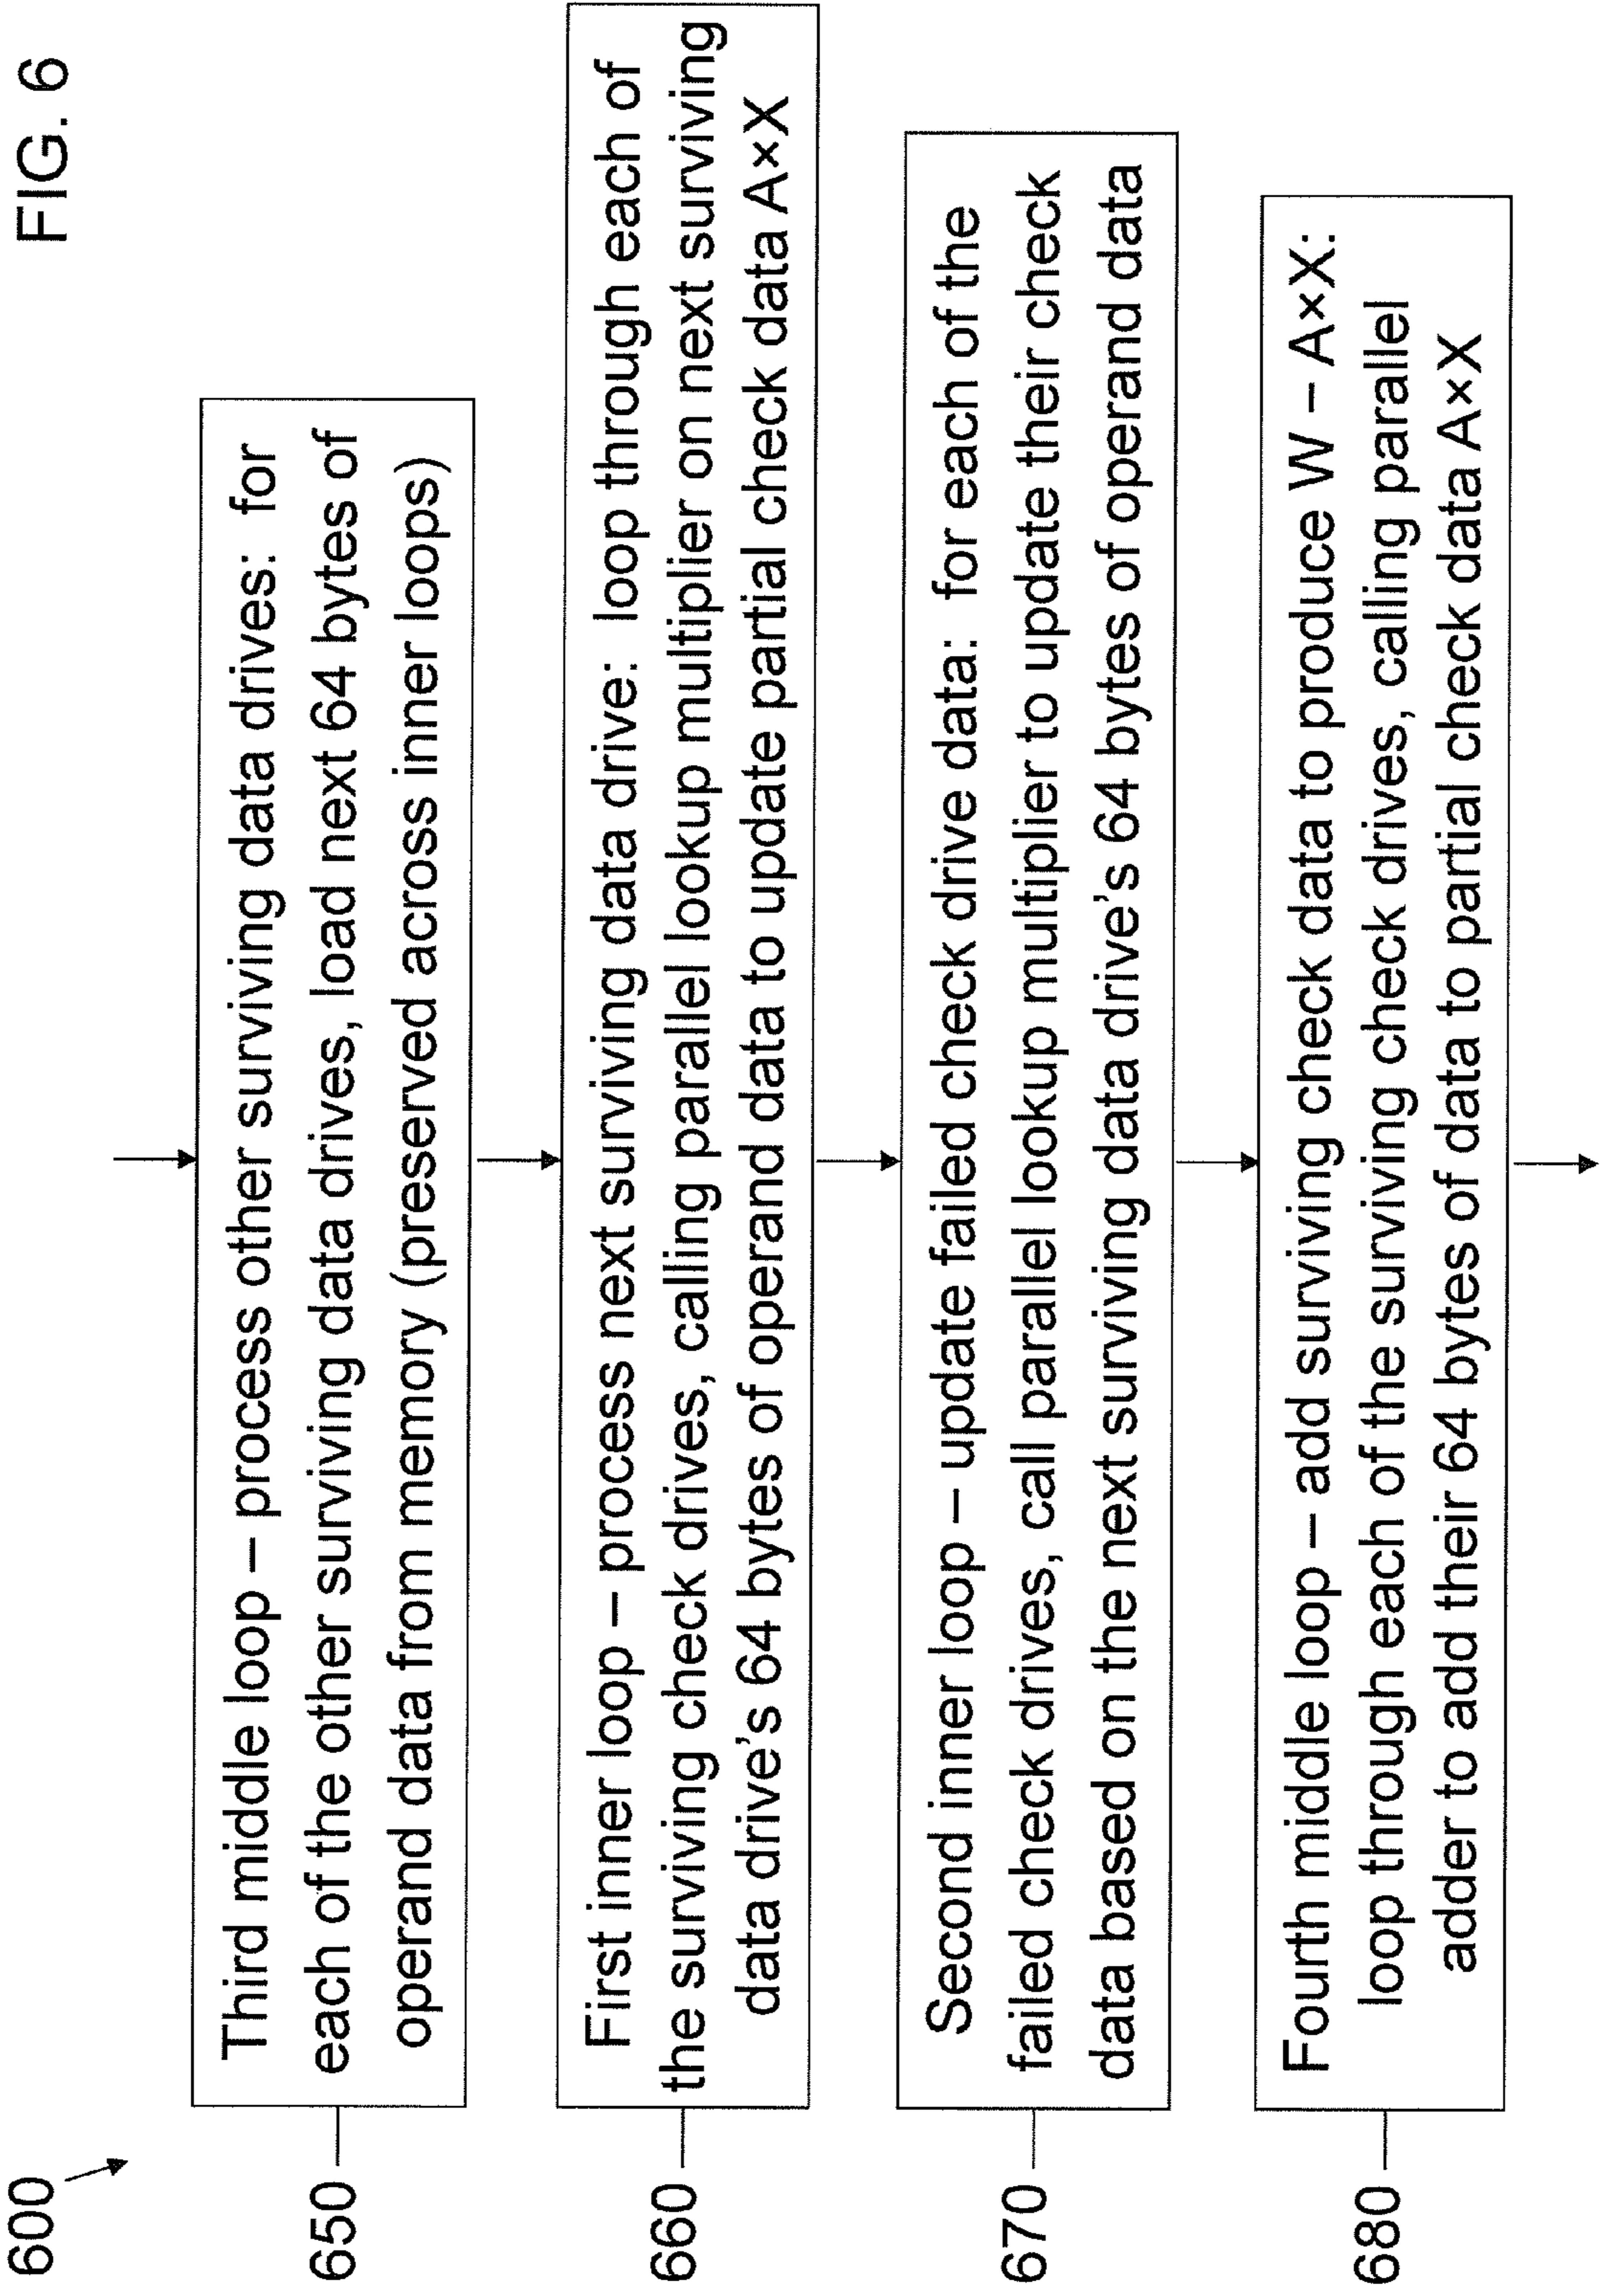 FIG. 6
600
650
Third middle loop – process other surviving data drives: for
each of the other surviving data drives, load next 64 bytes of
operand data from memory (preserved across inner loops)
660
First inner loop – process next surviving data drive: loop through each of
the surviving check drives, calling parallel lookup multiplier on next surviving
data drive's 64 bytes of operand data to update partial check data A×X
670
Second inner loop – update failed check drive data: for each of the
failed check drives, call parallel lookup multiplier to update their check
data based on the next surviving data drive's 64 bytes of operand data
680
Fourth middle loop – add surviving check data to produce W – A×X:
loop through each of the surviving check drives, calling parallel
adder to add their 64 bytes of data to partial check data A×X